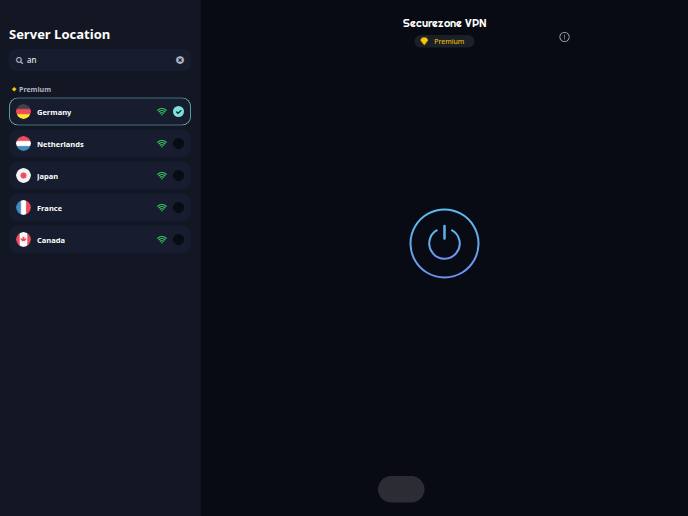 Server Location
an
Premium
Germany
Netherlands
Japan
France
Canada
Securezone VPN
Premium